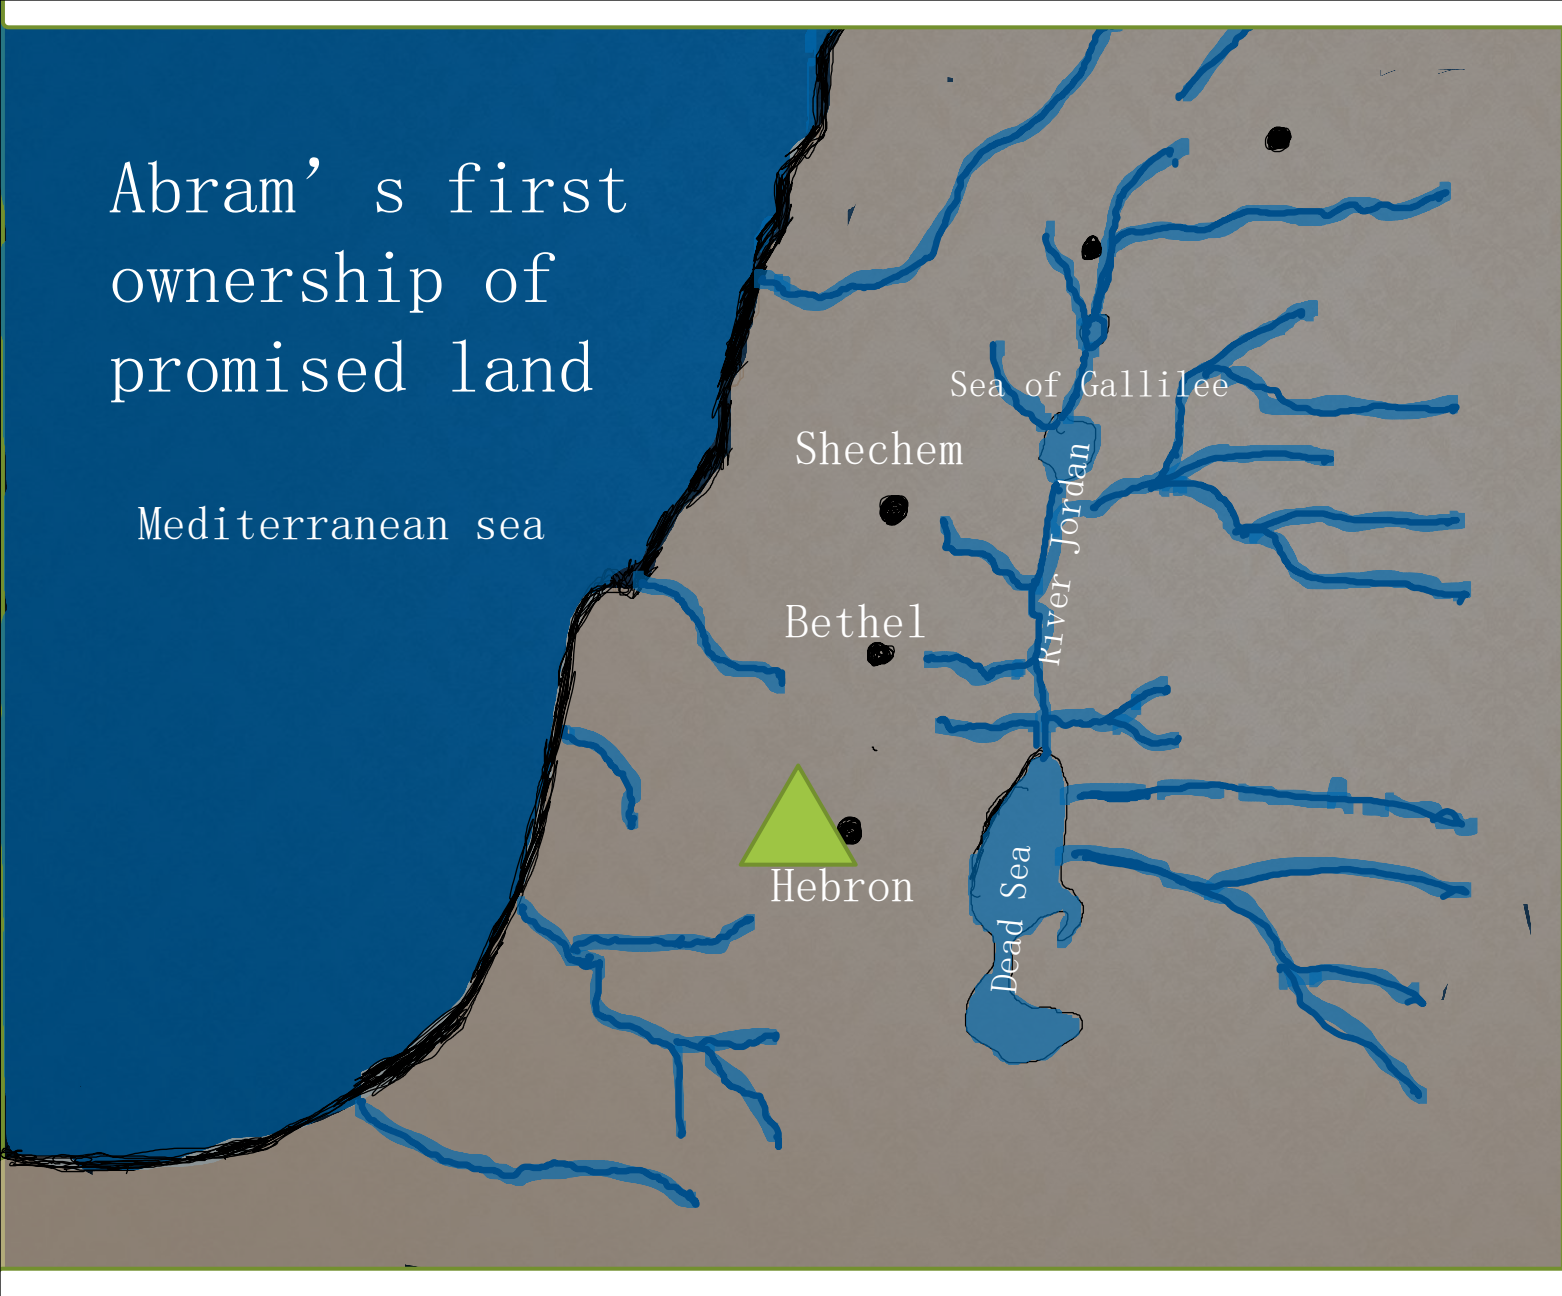 Abram’s first
ownership of
promised land
Mediterranean sea
Sea of Gallilee
Shechem
River Jordan
Bethel
Hebron
Dead Sea